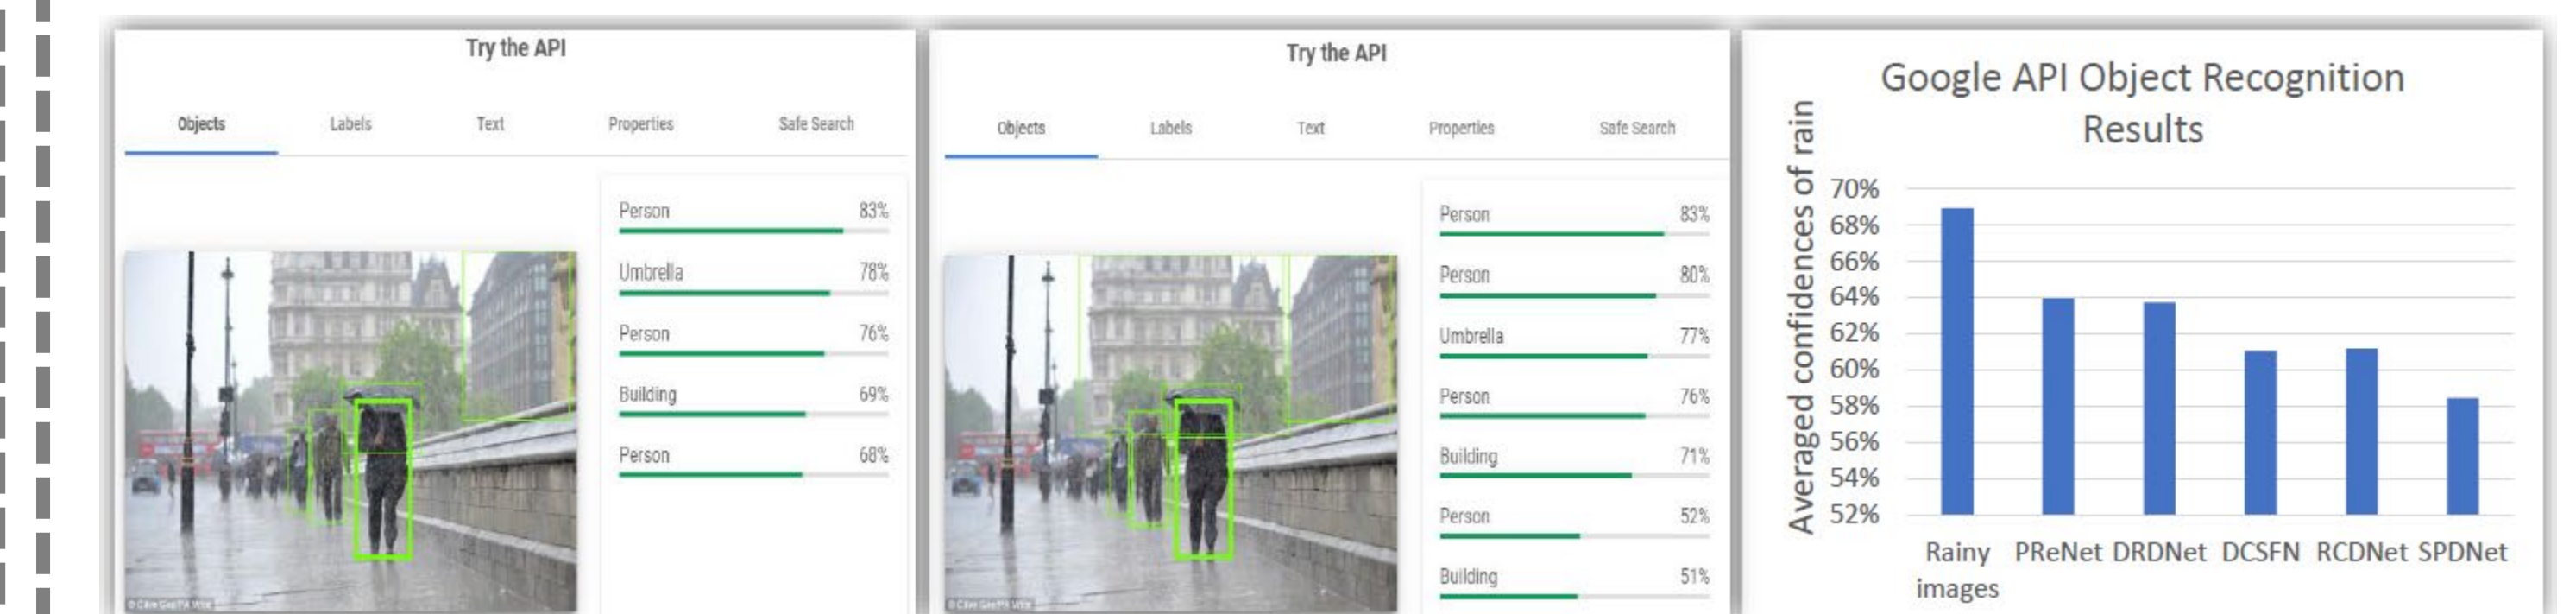 Try the API
Objects Labels Text Properties Safe Search
Person 83%
Umbrella 78%
Person 76%
Building 69%
Person 68%
Try the API
Objects Labels Text Properties Safe Search
Person 83%
Person 80%
Umbrella 77%
Person 76%
Building 71%
Person 52%
Building 51%
Google API Object Recognition
Results
Averaged confidences of rain
70%
68%
66%
64%
62%
60%
58%
56%
54%
52%
Rainy images PReNet DRDNet DCSFN RCDNet SPDNet